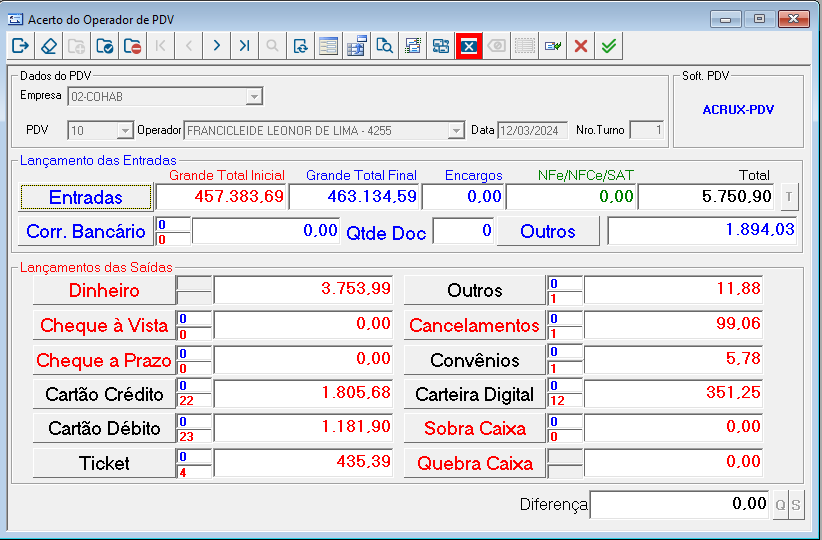 Acerto do Operador de PDV
Dados do PDV
Soft. PDV
Empresa 02-COHAB
ACRUX-PDV
PDV 10 Operador FRANCICLEIDE LEONOR DE LIMA - 4255 Data 12/03/2024 Nro.Turno 1
Lançamento das Entradas
Grande Total Inicial Grande Total Final Encargos NFe/NFCe/SAT Total
Entradas 457.383,69 463.134,59 0,00 0,00 5.750,90 T
Corr. Bancário 0 0 0,00 Qtde Doc 0 Outros 1.894,03
Lançamentos das Saídas
Dinheiro 3.753,99 Outros 0 1 11,88
Cheque à Vista 0 0 0,00 Cancelamentos 0 1 99,06
Cheque a Prazo 0 0 0,00 Convênios 0 1 5,78
Cartão Crédito 0 22 1.805,68 Carteira Digital 0 12 351,25
Cartão Débito 0 23 1.181,90 Sobra Caixa 0 0 0,00
Ticket 0 4 435,39 Quebra Caixa 0,00
Diferença 0,00 Q S